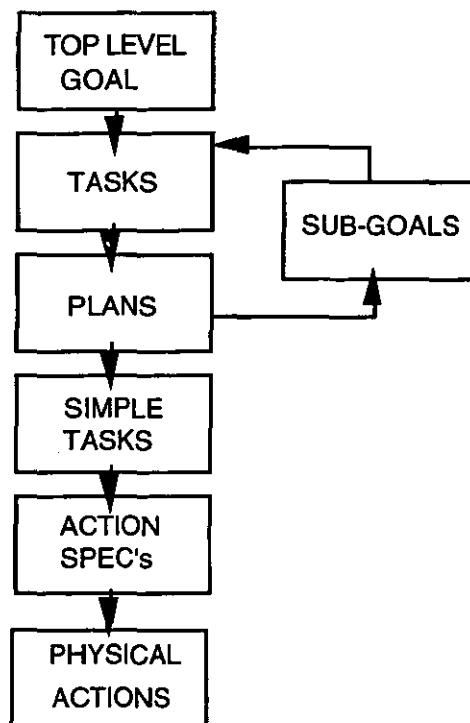 TOP LEVEL
GOAL
TASKS
SUB-GOALS
PLANS
SIMPLE
TASKS
ACTION
SPEC's
PHYSICAL
ACTIONS